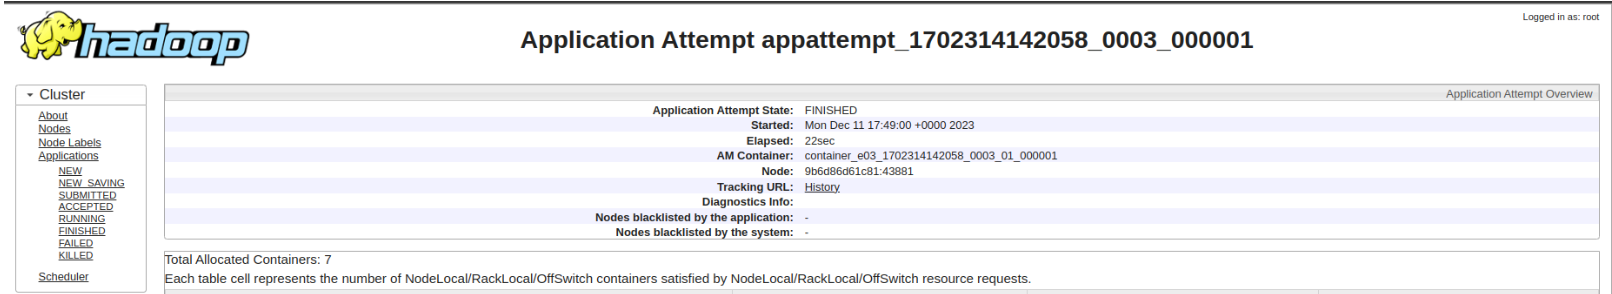 hadoop
Logged in as: root
Application Attempt appattempt_1702314142058_0003_000001
Cluster
About
Nodes
Node Labels
Applications
NEW
NEW_SAVING
SUBMITTED
ACCEPTED
RUNNING
FINISHED
FAILED
KILLED
Scheduler
Application Attempt Overview
Application Attempt State: FINISHED
Started: Mon Dec 11 17:49:00 +0000 2023
Elapsed: 22sec
AM Container: container_e03_1702314142058_0003_01_000001
Node: 9b6d86d61c81:43881
Tracking URL: History
Diagnostics Info:
Nodes blacklisted by the application: -
Nodes blacklisted by the system: -
Total Allocated Containers: 7
Each table cell represents the number of NodeLocal/RackLocal/OffSwitch containers satisfied by NodeLocal/RackLocal/OffSwitch resource requests.